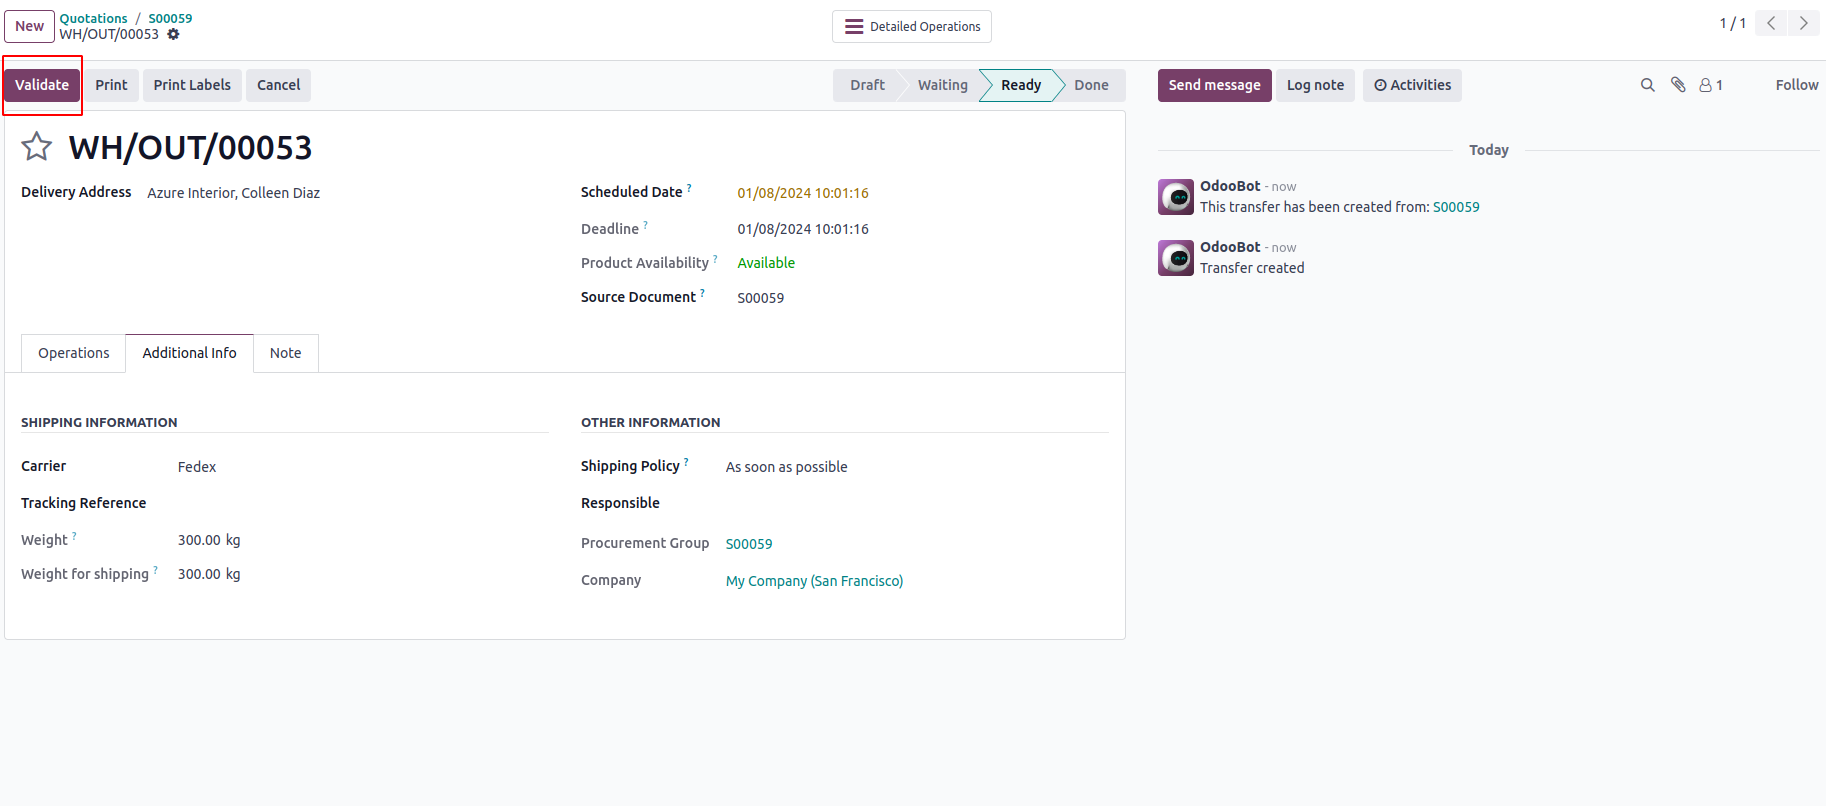 New
Quotations / S00059
WH/OUT/00053
Detailed Operations
1 / 1
Validate
Print
Print Labels
Cancel
Draft
Waiting
Ready
Done
Send message
Log note
Activities
1
Follow
WH/OUT/00053
Delivery Address Azure Interior, Colleen Diaz
Scheduled Date ? 01/08/2024 10:01:16
Deadline ? 01/08/2024 10:01:16
Product Availability ? Available
Source Document ? S00059
Operations
Additional Info
Note
SHIPPING INFORMATION
Carrier Fedex
Tracking Reference
Weight ? 300.00 kg
Weight for shipping ? 300.00 kg
OTHER INFORMATION
Shipping Policy ? As soon as possible
Responsible
Procurement Group S00059
Company My Company (San Francisco)
Today
OdooBot - now
This transfer has been created from: S00059
OdooBot - now
Transfer created